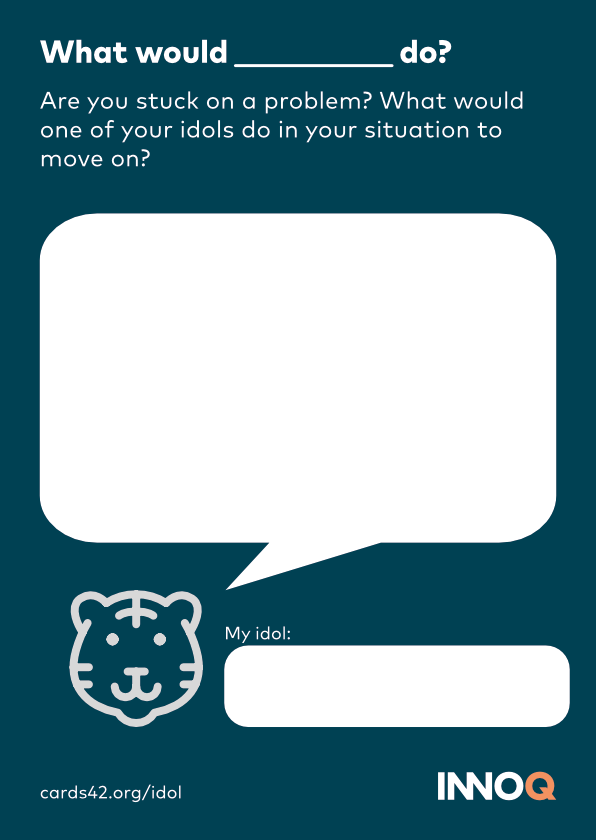 What would __________ do?
Are you stuck on a problem? What would
one of your idols do in your situation to
move on?
My idol:
cards42.org/idol
INNOQ